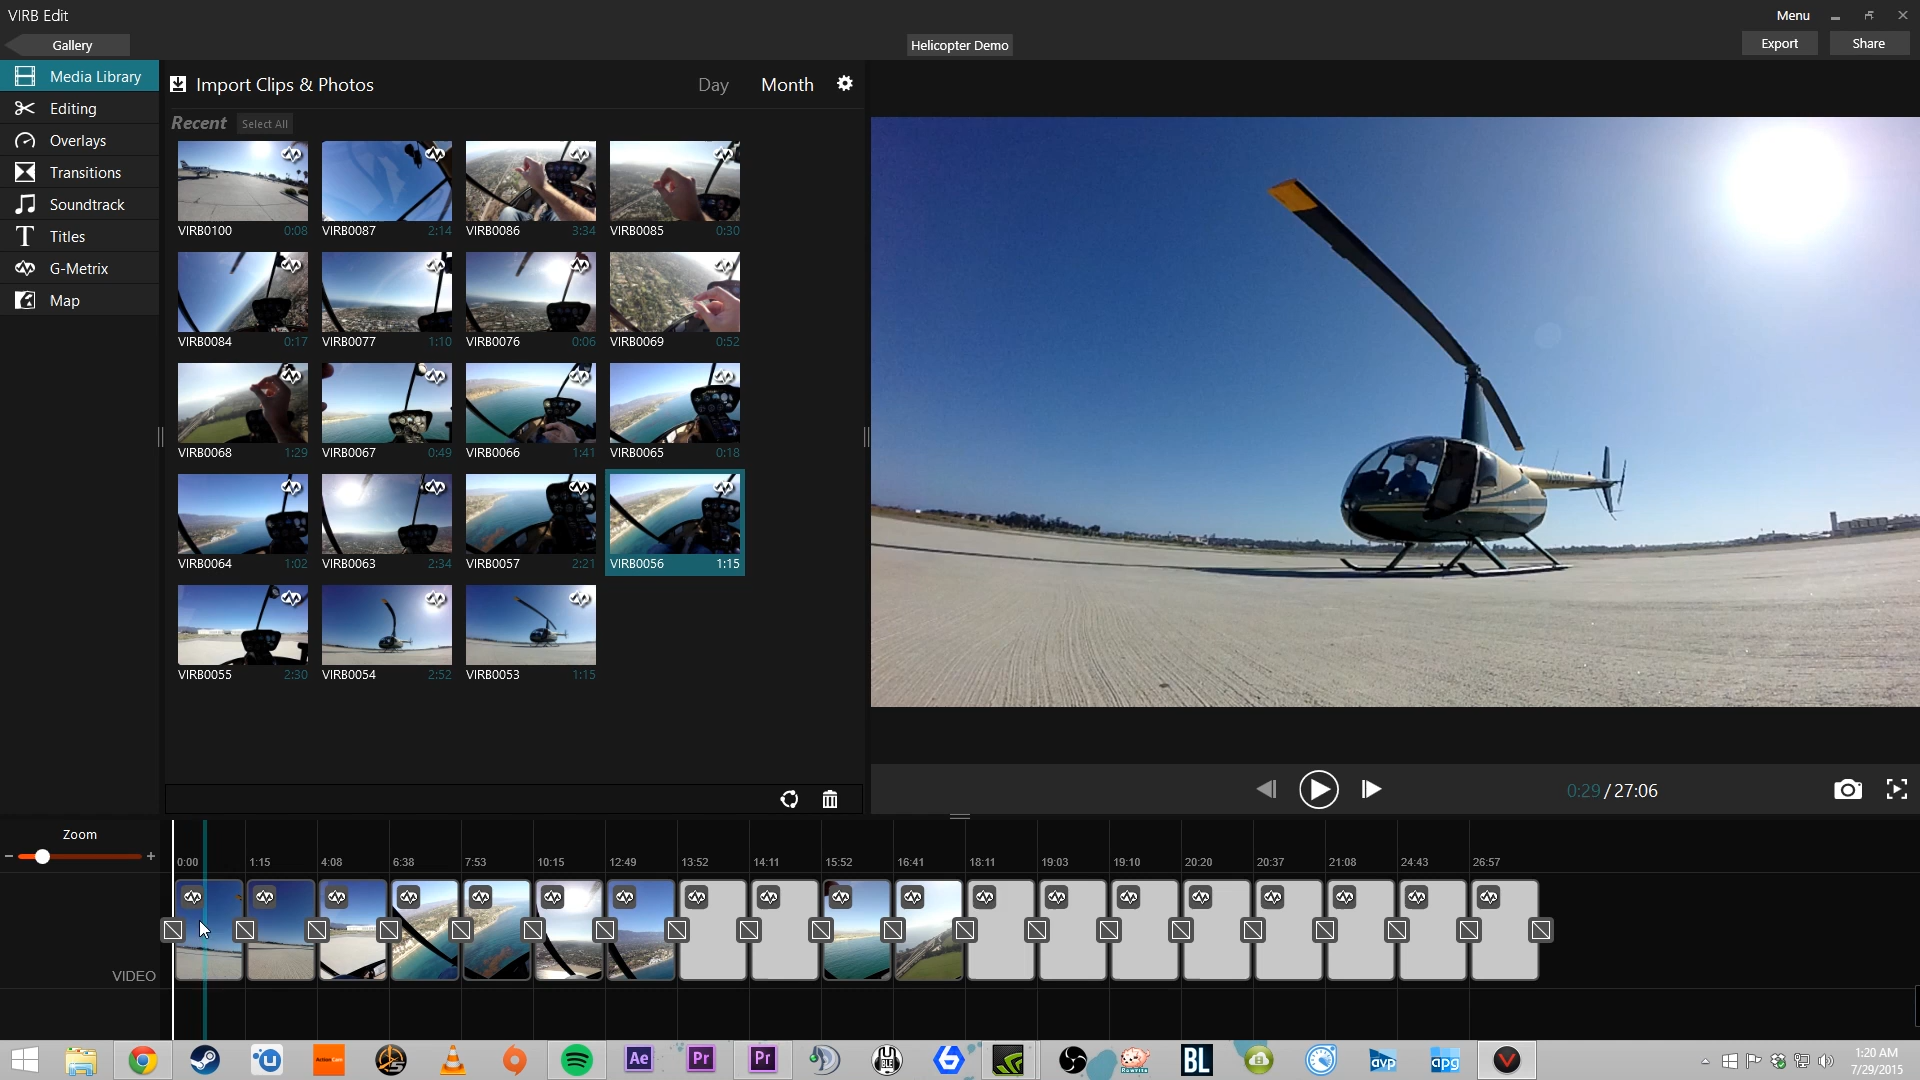 VIRB Edit
Menu
Gallery
Helicopter Demo
Export
Share
Media Library
Editing
Overlays
Transitions
Soundtrack
Titles
G-Metrix
Map
Import Clips & Photos
Day
Month
Recent
Select All
VIRB0100 0:08
VIRB0087 2:14
VIRB0086 3:34
VIRB0085 0:30
VIRB0084 0:17
VIRB0077 1:10
VIRB0076 0:06
VIRB0069 0:52
VIRB0068 1:29
VIRB0067 0:49
VIRB0066 1:41
VIRB0065 0:18
VIRB0064 1:02
VIRB0063 2:34
VIRB0057 2:21
VIRB0056 1:15
VIRB0055 2:30
VIRB0054 2:52
VIRB0053 1:15
0:29 / 27:06
Zoom
- +
0:00 1:15 4:08 6:38 7:53 10:15 12:49 13:52 14:11 15:52 16:41 18:11 19:03 19:10 20:20 20:37 21:08 24:43 26:57
VIDEO
Ae Pr Pr BL avp apg
1:20 AM
7/29/2015